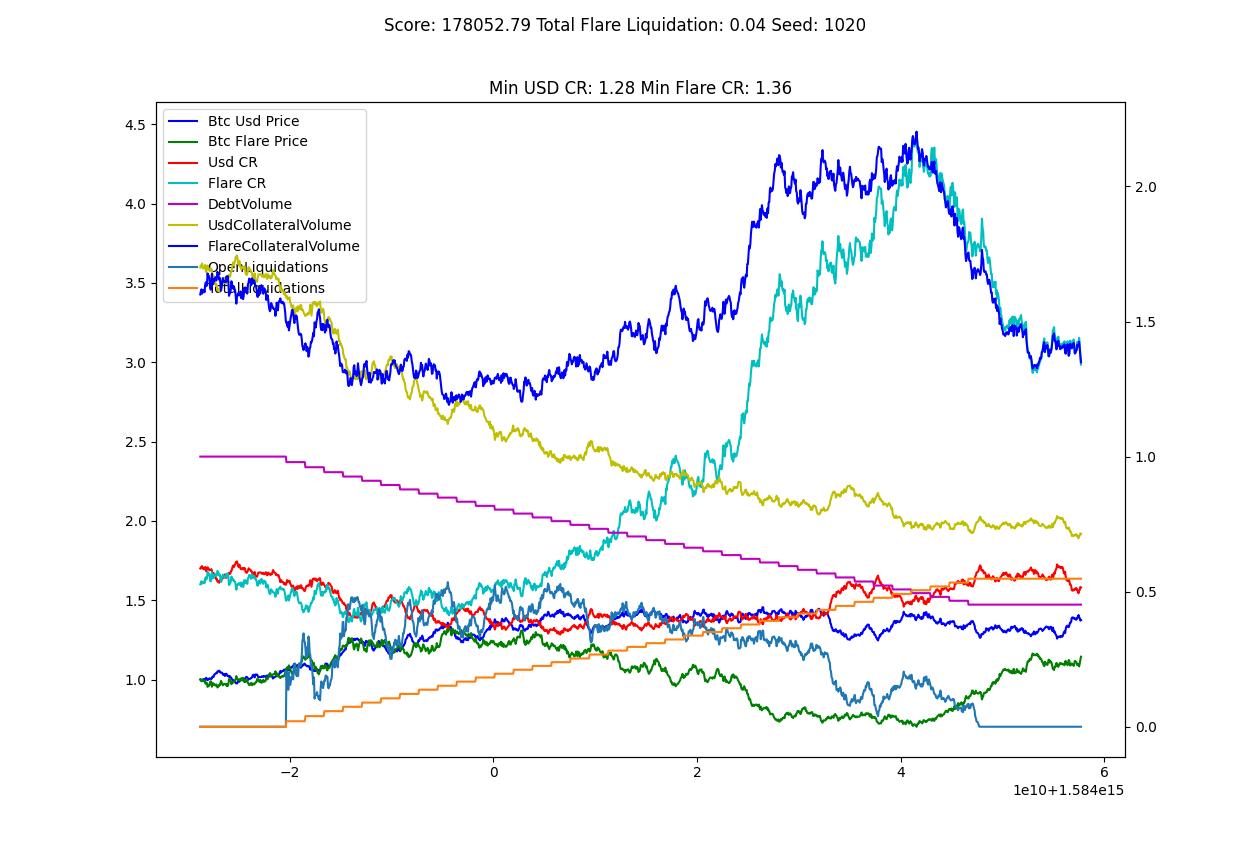 Score: 178052.79 Total Flare Liquidation: 0.04 Seed: 1020
Min USD CR: 1.28 Min Flare CR: 1.36
Btc Usd Price
Btc Flare Price
Usd CR
Flare CR
DebtVolume
UsdCollateralVolume
FlareCollateralVolume
OpenLiquidations
TotalLiquidations
4.5
4.0
3.5
3.0
2.5
2.0
1.5
1.0
2.0
1.5
1.0
0.5
0.0
−2
0
2
4
6
1e10+1.584e15